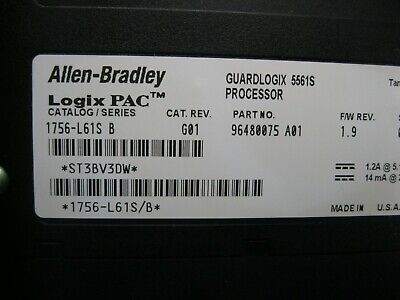 Allen-Bradley
GUARDLOGIX 5561S
PROCESSOR
Logix PAC™
CATALOG / SERIES
CAT. REV.
PART NO.
F/W REV.
1756-L61S B
G01
96480075 A01
1.9
*ST3BV3DW*
1.2A @ 5.
14 mA @
*1756-L61S/B*
MADE IN U.S.A